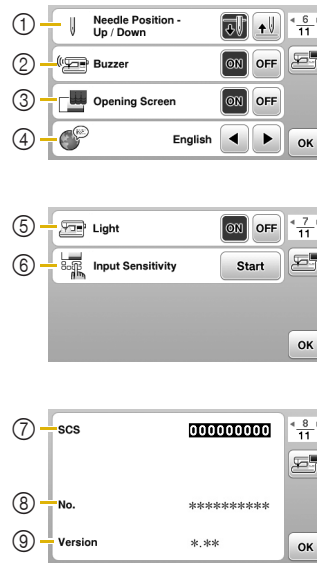 ① Needle Position - Up / Down 6 11
② Buzzer ON OFF
③ Opening Screen ON OFF
④ English OK
⑤ Light ON OFF 7 11
⑥ Input Sensitivity Start
OK
⑦ SCS 000000000 8 11
⑧ No. **********
⑨ Version *.** OK